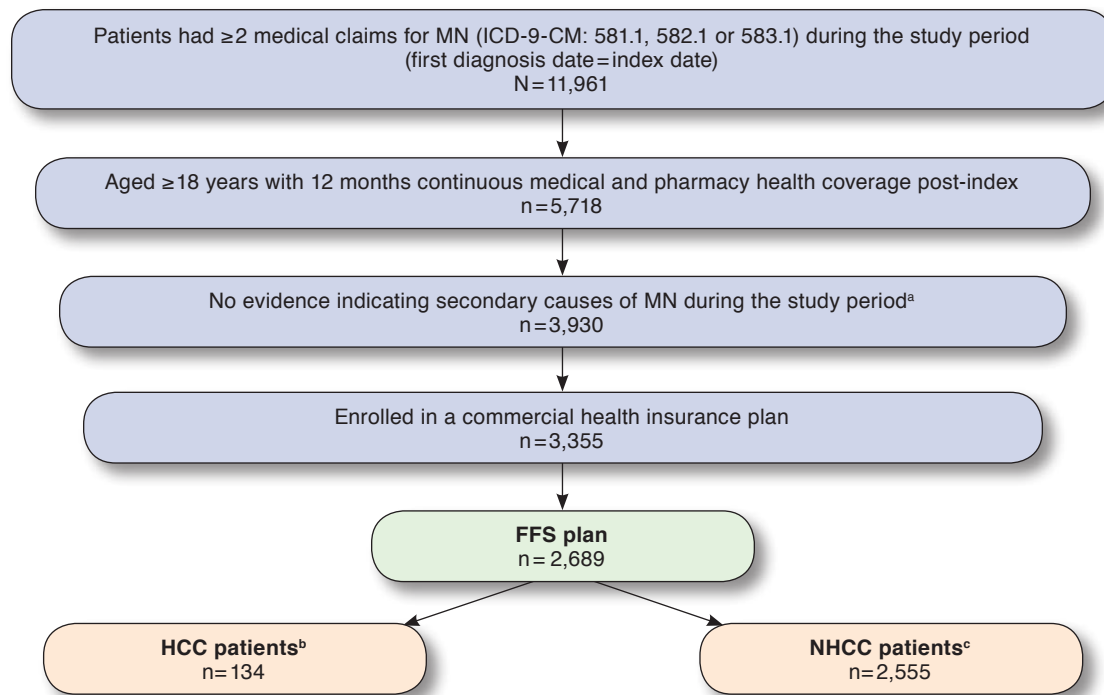 Patients had ≥2 medical claims for MN (ICD-9-CM: 581.1, 582.1 or 583.1) during the study period
(first diagnosis date=index date)
N=11,961
Aged ≥18 years with 12 months continuous medical and pharmacy health coverage post-index
n=5,718
No evidence indicating secondary causes of MN during the study periodᵃ
n=3,930
Enrolled in a commercial health insurance plan
n=3,355
FFS plan
n=2,689
HCC patientsᵇ
n=134
NHCC patientsᶜ
n=2,555